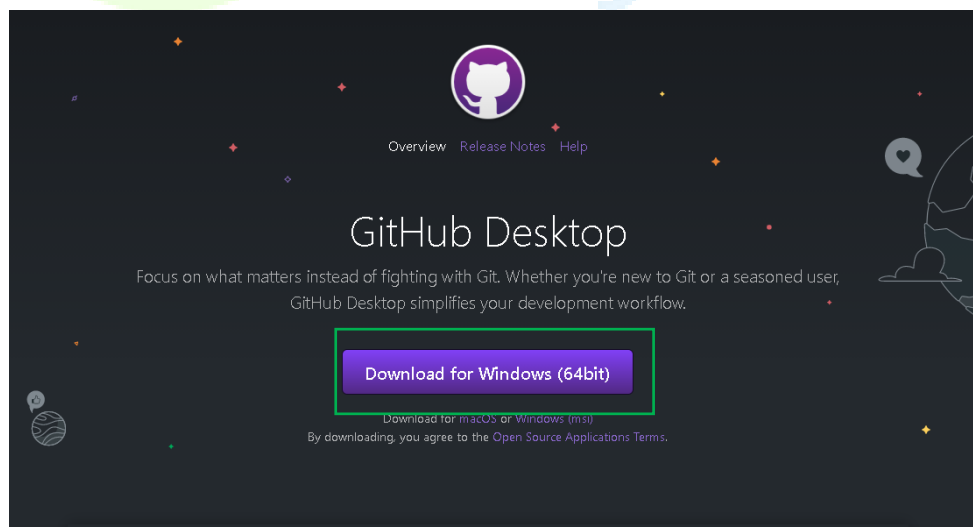 Overview Release Notes Help
GitHub Desktop
Focus on what matters instead of fighting with Git. Whether you're new to Git or a seasoned user,
GitHub Desktop simplifies your development workflow.
Download for Windows (64bit)
Download for macOS or Windows (msi)
By downloading, you agree to the Open Source Applications Terms.